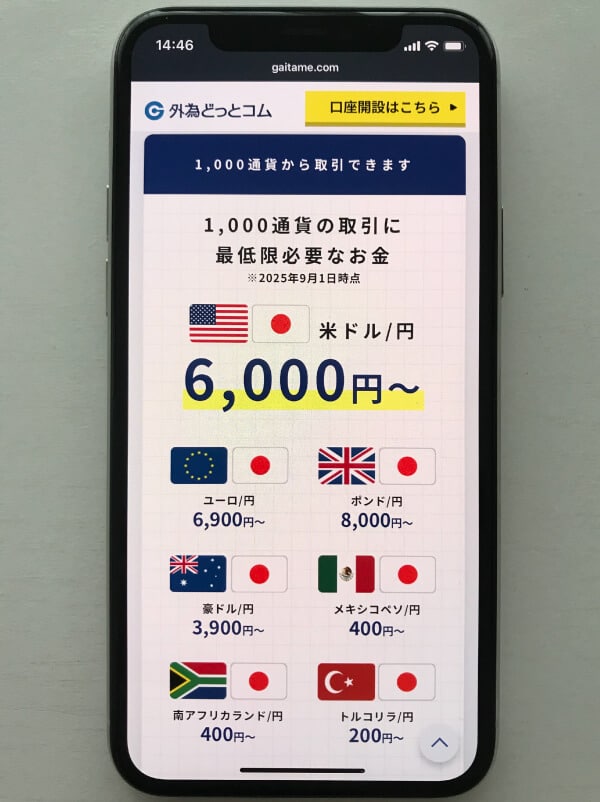 14:46
gaitame.com
外為どっとコム
口座開設はこちら ▶
1,000通貨から取引できます
1,000通貨の取引に
最低限必要なお金
※2025年9月1日時点
米ドル/円
6,000円～
ユーロ/円
6,900円～
ポンド/円
8,000円～
豪ドル/円
3,900円～
メキシコペソ/円
400円～
南アフリカランド/円
400円～
トルコリラ/円
200円～